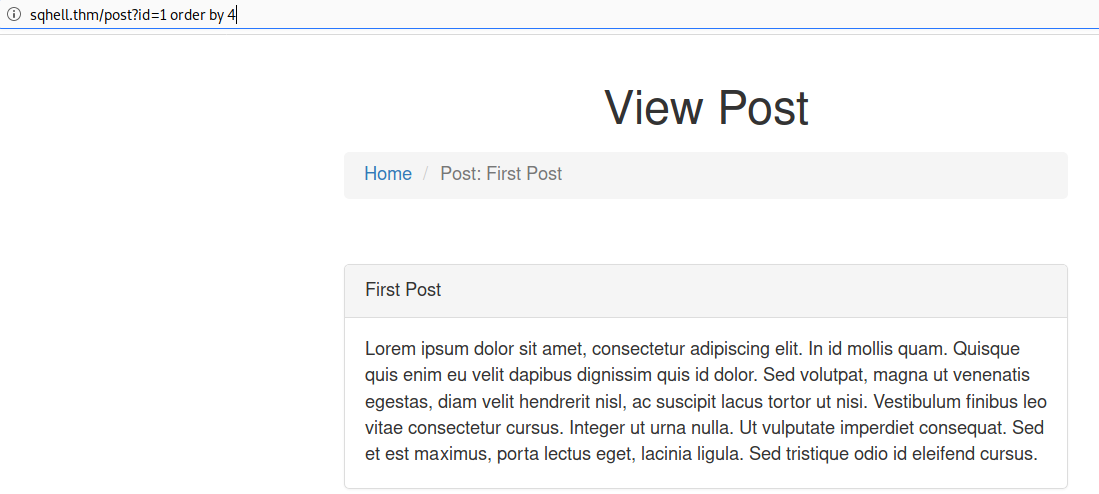 sqhell.thm/post?id=1 order by 4
View Post
Home / Post: First Post
First Post
Lorem ipsum dolor sit amet, consectetur adipiscing elit. In id mollis quam. Quisque
quis enim eu velit dapibus dignissim quis id dolor. Sed volutpat, magna ut venenatis
egestas, diam velit hendrerit nisl, ac suscipit lacus tortor ut nisi. Vestibulum finibus leo
vitae consectetur cursus. Integer ut urna nulla. Ut vulputate imperdiet consequat. Sed
et est maximus, porta lectus eget, lacinia ligula. Sed tristique odio id eleifend cursus.